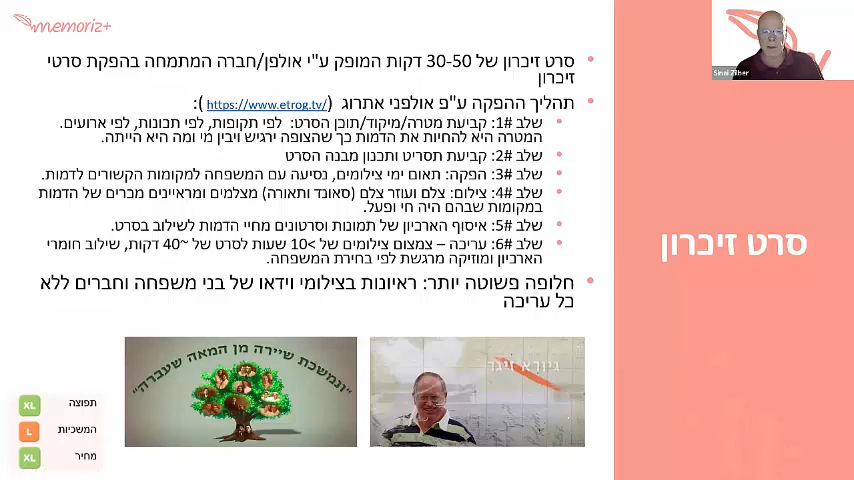 memoriz+
Sinai Zilber
סרט זיכרון
סרט זיכרון של 30-50 דקות המופק ע"י אולפן/חברה המתמחה בהפקת סרטי
זיכרון
תהליך ההפקה ע"פ אולפני אתרוג (https://www.etrog.tv/):
שלב #1: קביעת מטרה/מיקוד/תוכן הסרט: לפי תקופות, לפי תכונות, לפי ארועים.
המטרה היא להחיות את הדמות כך שהצופה ירגיש ויבין מי ומה היא הייתה.
שלב #2: קביעת תסריט ותכנון מבנה הסרט
שלב #3: הפקה: תאום ימי צילומים, נסיעה עם המשפחה למקומות הקשורים לדמות.
שלב #4: צילום: צלם ועוזר צלם (סאונד ותאורה) מצלמים ומראיינים מכרים של הדמות
במקומות שבהם היה חי ופעל.
שלב #5: איסוף הארביון של תמונות וסרטונים מחיי הדמות לשילוב בסרט.
שלב #6: עריכה – צמצום צילומים של >10 שעות לסרט של ~40 דקות, שילוב חומרי
הארביון ומוזיקה מרגשת לפי בחירת המשפחה.
חלופה פשוטה יותר: ראיונות בצילומי וידאו של בני משפחה וחברים ללא
כל עריכה
"ונמשכת שיירה מן המאה שעברה"
גיורא זיגר
תפוצה XL
המשכיות L
מחיר XL